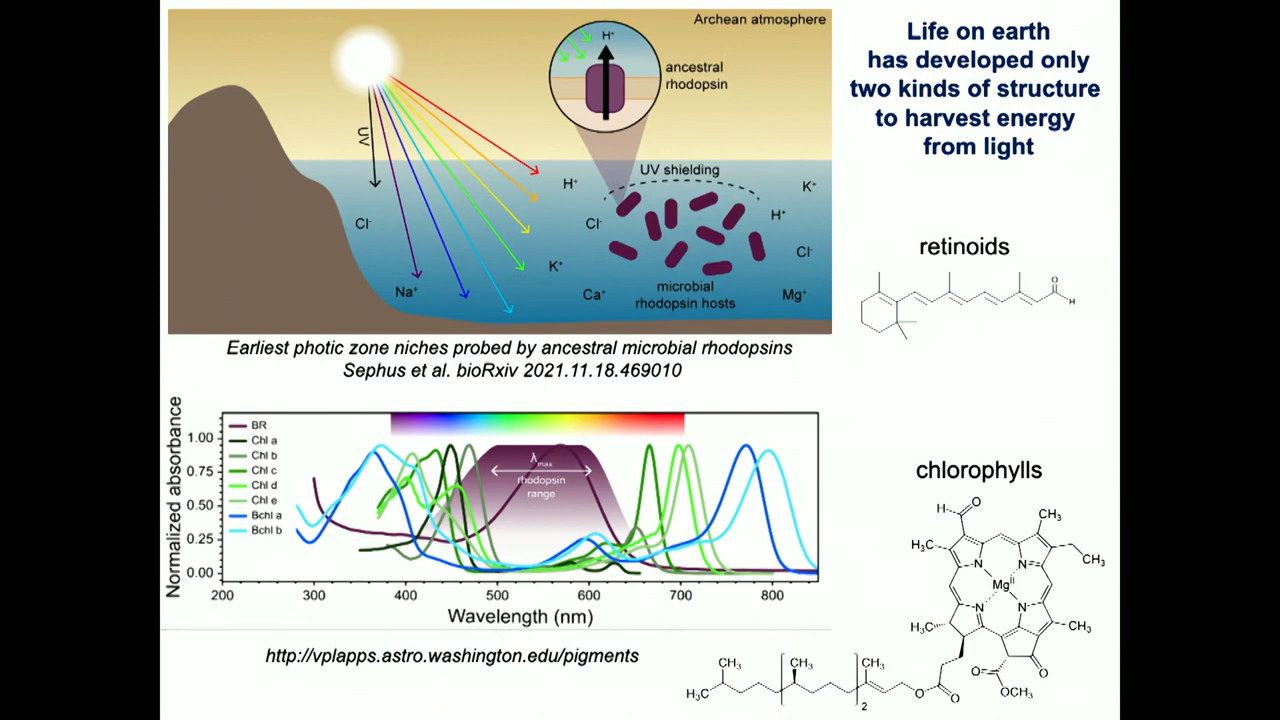 Archean atmosphere
Life on earth
has developed only
two kinds of structure
to harvest energy
from light
H⁺
ancestral
rhodopsin
UV
UV shielding
H⁺
K⁺
Cl⁻
Cl⁻
H⁺
Cl⁻
K⁺
Na⁺
Ca⁺
microbial
rhodopsin hosts
Mg⁺
Earliest photic zone niches probed by ancestral microbial rhodopsins
Sephus et al. bioRxiv 2021.11.18.469010
retinoids
O
H
Normalized absorbance
1.00
0.75
0.50
0.25
0.00
BR
Chl a
Chl b
Chl c
Chl d
Chl e
Bchl a
Bchl b
λmax
rhodopsin
range
200
300
400
500
600
700
800
Wavelength (nm)
http://vplapps.astro.washington.edu/pigments
chlorophylls
H
O
CH₃
H₃C
CH₃
N
N
Mg
ii
N
N
H₃C
CH₃
O
O
OCH₃
CH₃
CH₃
CH₃
H₃C
2
O
O